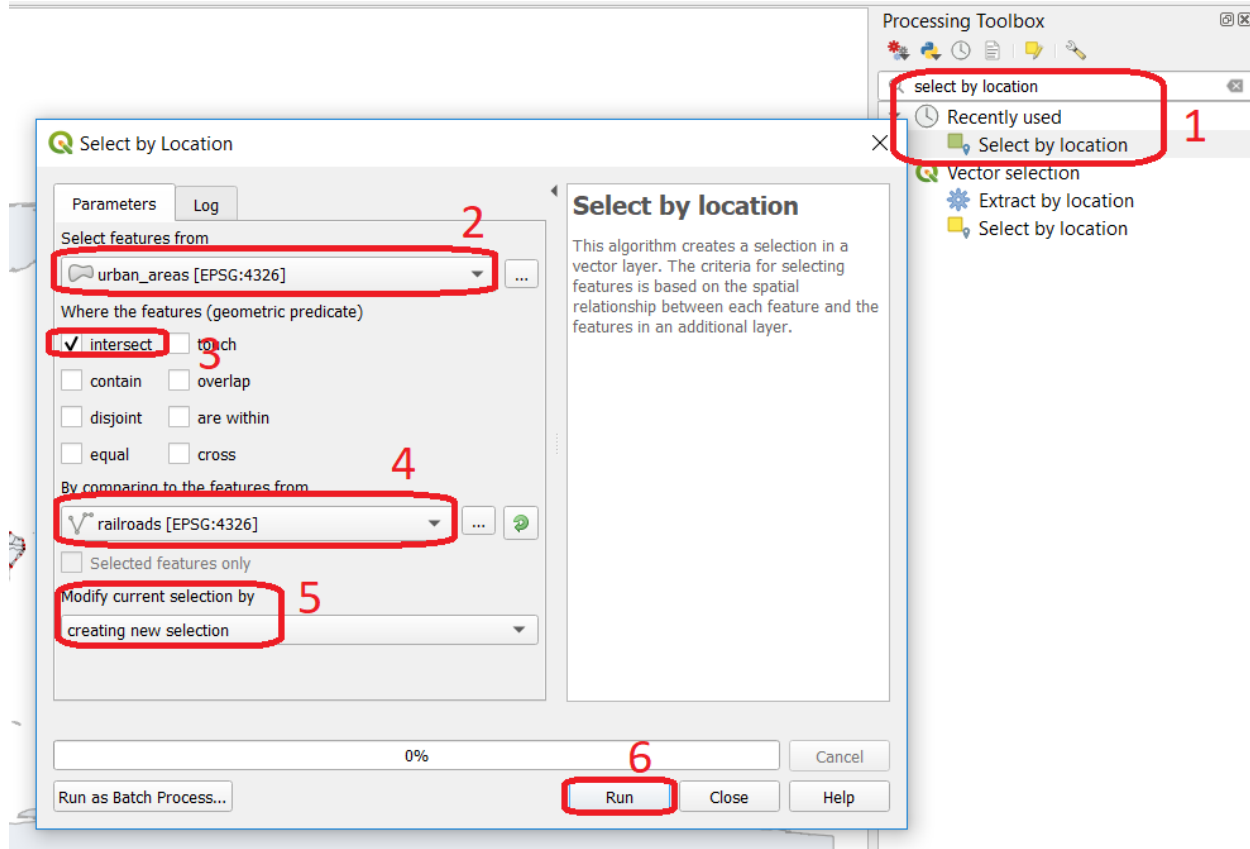 Processing Toolbox
select by location
Recently used
1
Select by location
Vector selection
Extract by location
Select by location
Select by Location
Parameters
Log
2
Select features from
urban_areas [EPSG:4326]
...
Where the features (geometric predicate)
intersect
touch
3
contain
overlap
disjoint
are within
equal
cross
4
By comparing to the features from
railroads [EPSG:4326]
...
Selected features only
Modify current selection by
5
creating new selection
Select by location
This algorithm creates a selection in a
vector layer. The criteria for selecting
features is based on the spatial
relationship between each feature and the
features in an additional layer.
0%
6
Cancel
Run as Batch Process...
Run
Close
Help